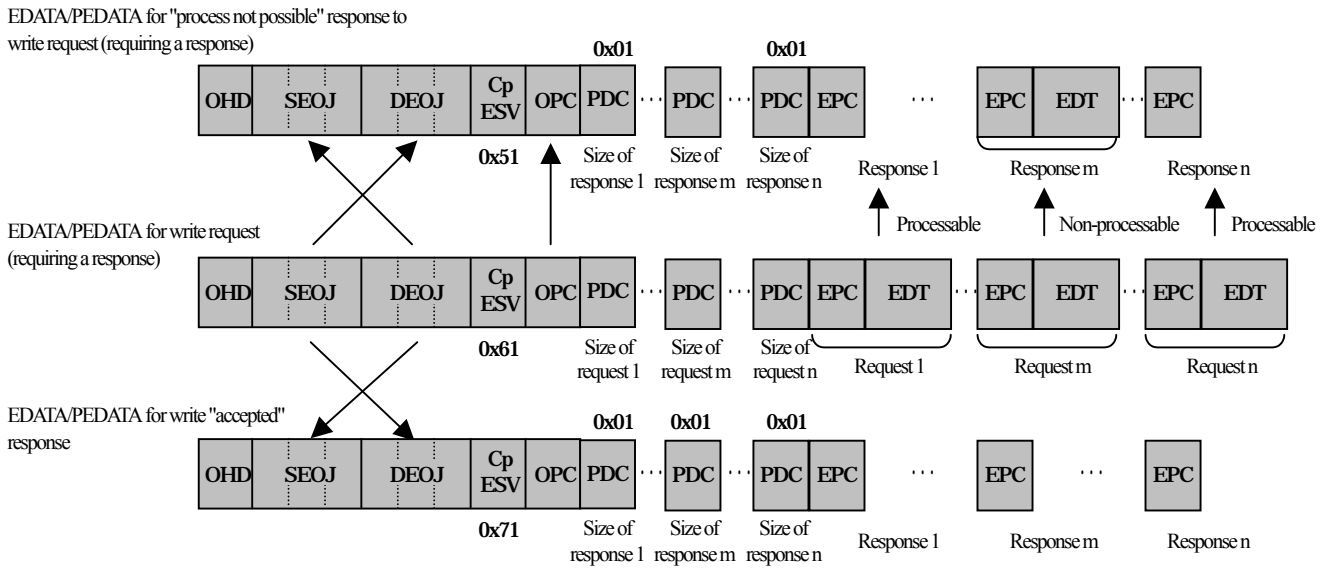 EDATA/PEDATA for "process not possible" response to
write request (requiring a response)
0x01 0x01
OHD SEOJ DEOJ Cp ESV OPC PDC ··· PDC ··· PDC EPC ··· EPC EDT ··· EPC
0x51
Size of response 1
Size of response m
Size of response n
Response 1
Response m
Response n
Processable
Non-processable
Processable
EDATA/PEDATA for write request
(requiring a response)
OHD SEOJ DEOJ Cp ESV OPC PDC ··· PDC ··· PDC EPC EDT ··· EPC EDT ··· EPC EDT
0x61
Size of request 1
Size of request m
Size of request n
Request 1
Request m
Request n
EDATA/PEDATA for write "accepted"
response
0x01 0x01 0x01
OHD SEOJ DEOJ Cp ESV OPC PDC ··· PDC ··· PDC EPC ··· EPC ··· EPC
0x71
Size of response 1
Size of response m
Size of response n
Response 1
Response m
Response n